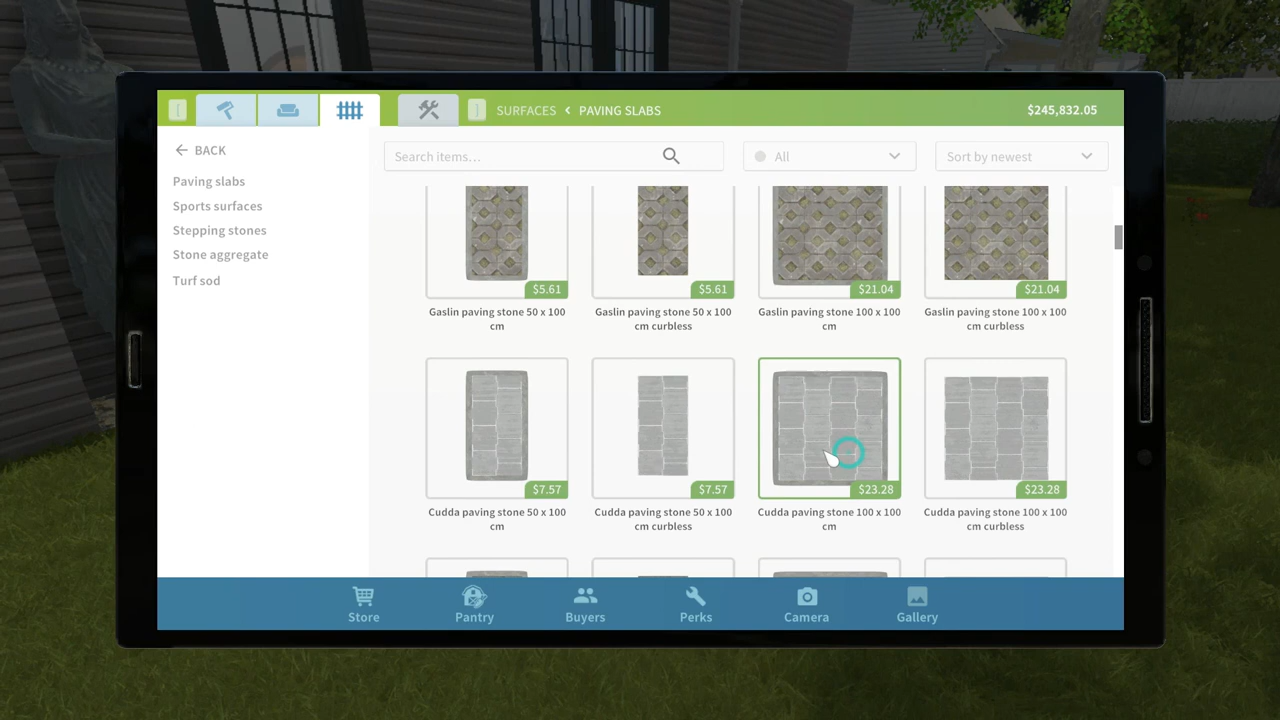 [
]
SURFACES < PAVING SLABS
$245,832.05
BACK
Paving slabs
Sports surfaces
Stepping stones
Stone aggregate
Turf sod
Search items...
All
Sort by newest
$5.61
$5.61
$21.04
$21.04
Gaslin paving stone 50 x 100
cm
Gaslin paving stone 50 x 100
cm curbless
Gaslin paving stone 100 x 100
cm
Gaslin paving stone 100 x 100
cm curbless
$7.57
$7.57
$23.28
$23.28
Cudda paving stone 50 x 100
cm
Cudda paving stone 50 x 100
cm curbless
Cudda paving stone 100 x 100
cm
Cudda paving stone 100 x 100
cm curbless
Store
Pantry
Buyers
Perks
Camera
Gallery